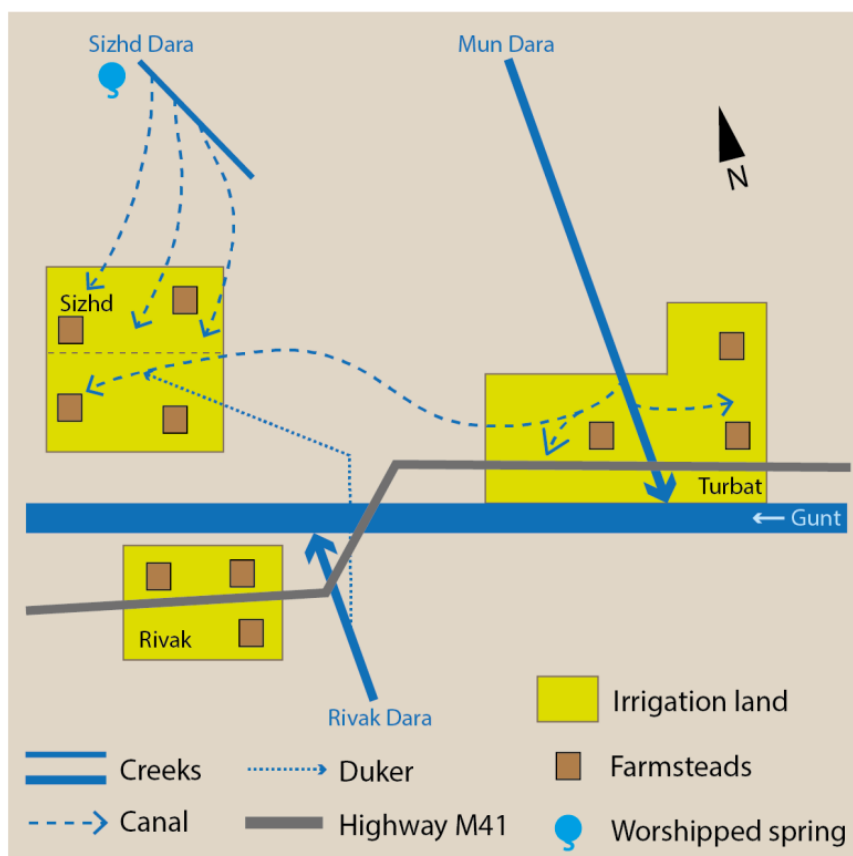 Sizhd Dara
Mun Dara
N
Sizhd
Turbat
← Gunt
Rivak
Rivak Dara
Irrigation land
Creeks
Duker
Farmsteads
Canal
Highway M41
Worshipped spring